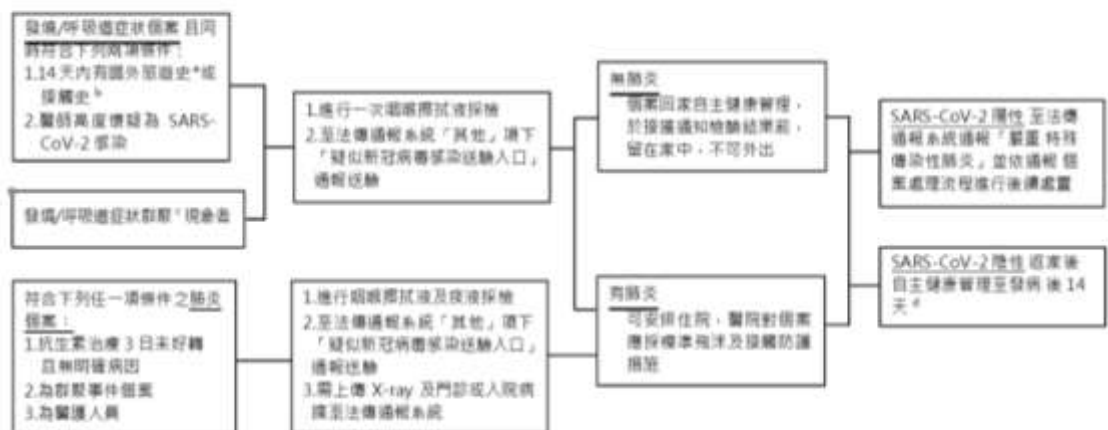 發燒/呼吸道症狀個案 且同
時符合下列兩項條件：
1.14 天內有國外旅遊史ᵃ或
接觸史ᵇ
2.醫師高度懷疑為 SARS-
CoV-2 感染
發燒/呼吸道症狀群聚ᶜ現象者
符合下列任一項條件之肺炎
個案：
1.抗生素治療 3 日未好轉
且無明確病因
2.為群聚事件個案
3.為醫護人員
1.進行一次咽喉擦拭液採檢
2.至法傳通報系統「其他」項下
「疑似新冠病毒感染送驗入口」
通報送驗
1.進行咽喉擦拭液及痰液採檢
2.至法傳通報系統「其他」項下
「疑似新冠病毒感染送驗入口」
通報送驗
3.需上傳 X-ray 及門診或入院病
摘至法傳通報系統
無肺炎
個案回家自主健康管理，
於接獲通知檢驗結果前，
留在家中，不可外出
有肺炎
可安排住院，醫院對個案
應採標準飛沫及接觸防護
措施
SARS-CoV-2 陽性 至法傳
通報系統通報「嚴重 特殊
傳染性肺炎」並依通報 個
案處理流程進行後續處置
SARS-CoV-2 陰性 返家後
自主健康管理至發病 後 14
天ᵈ